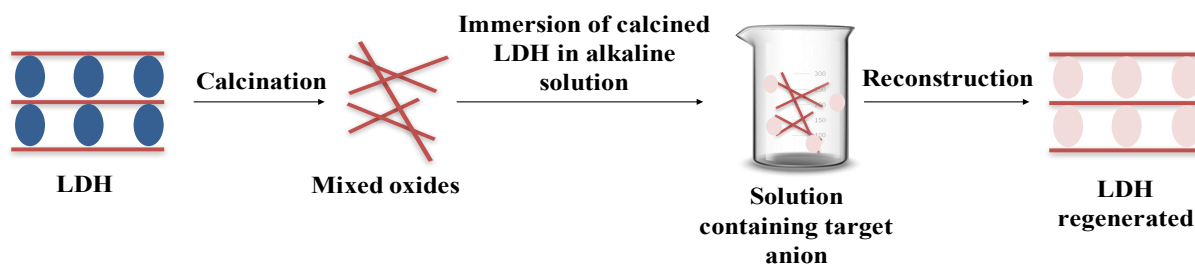 Immersion of calcined
LDH in alkaline
solution
Calcination
Reconstruction
300
150
100
LDH
Mixed oxides
Solution
containing target
anion
LDH
regenerated